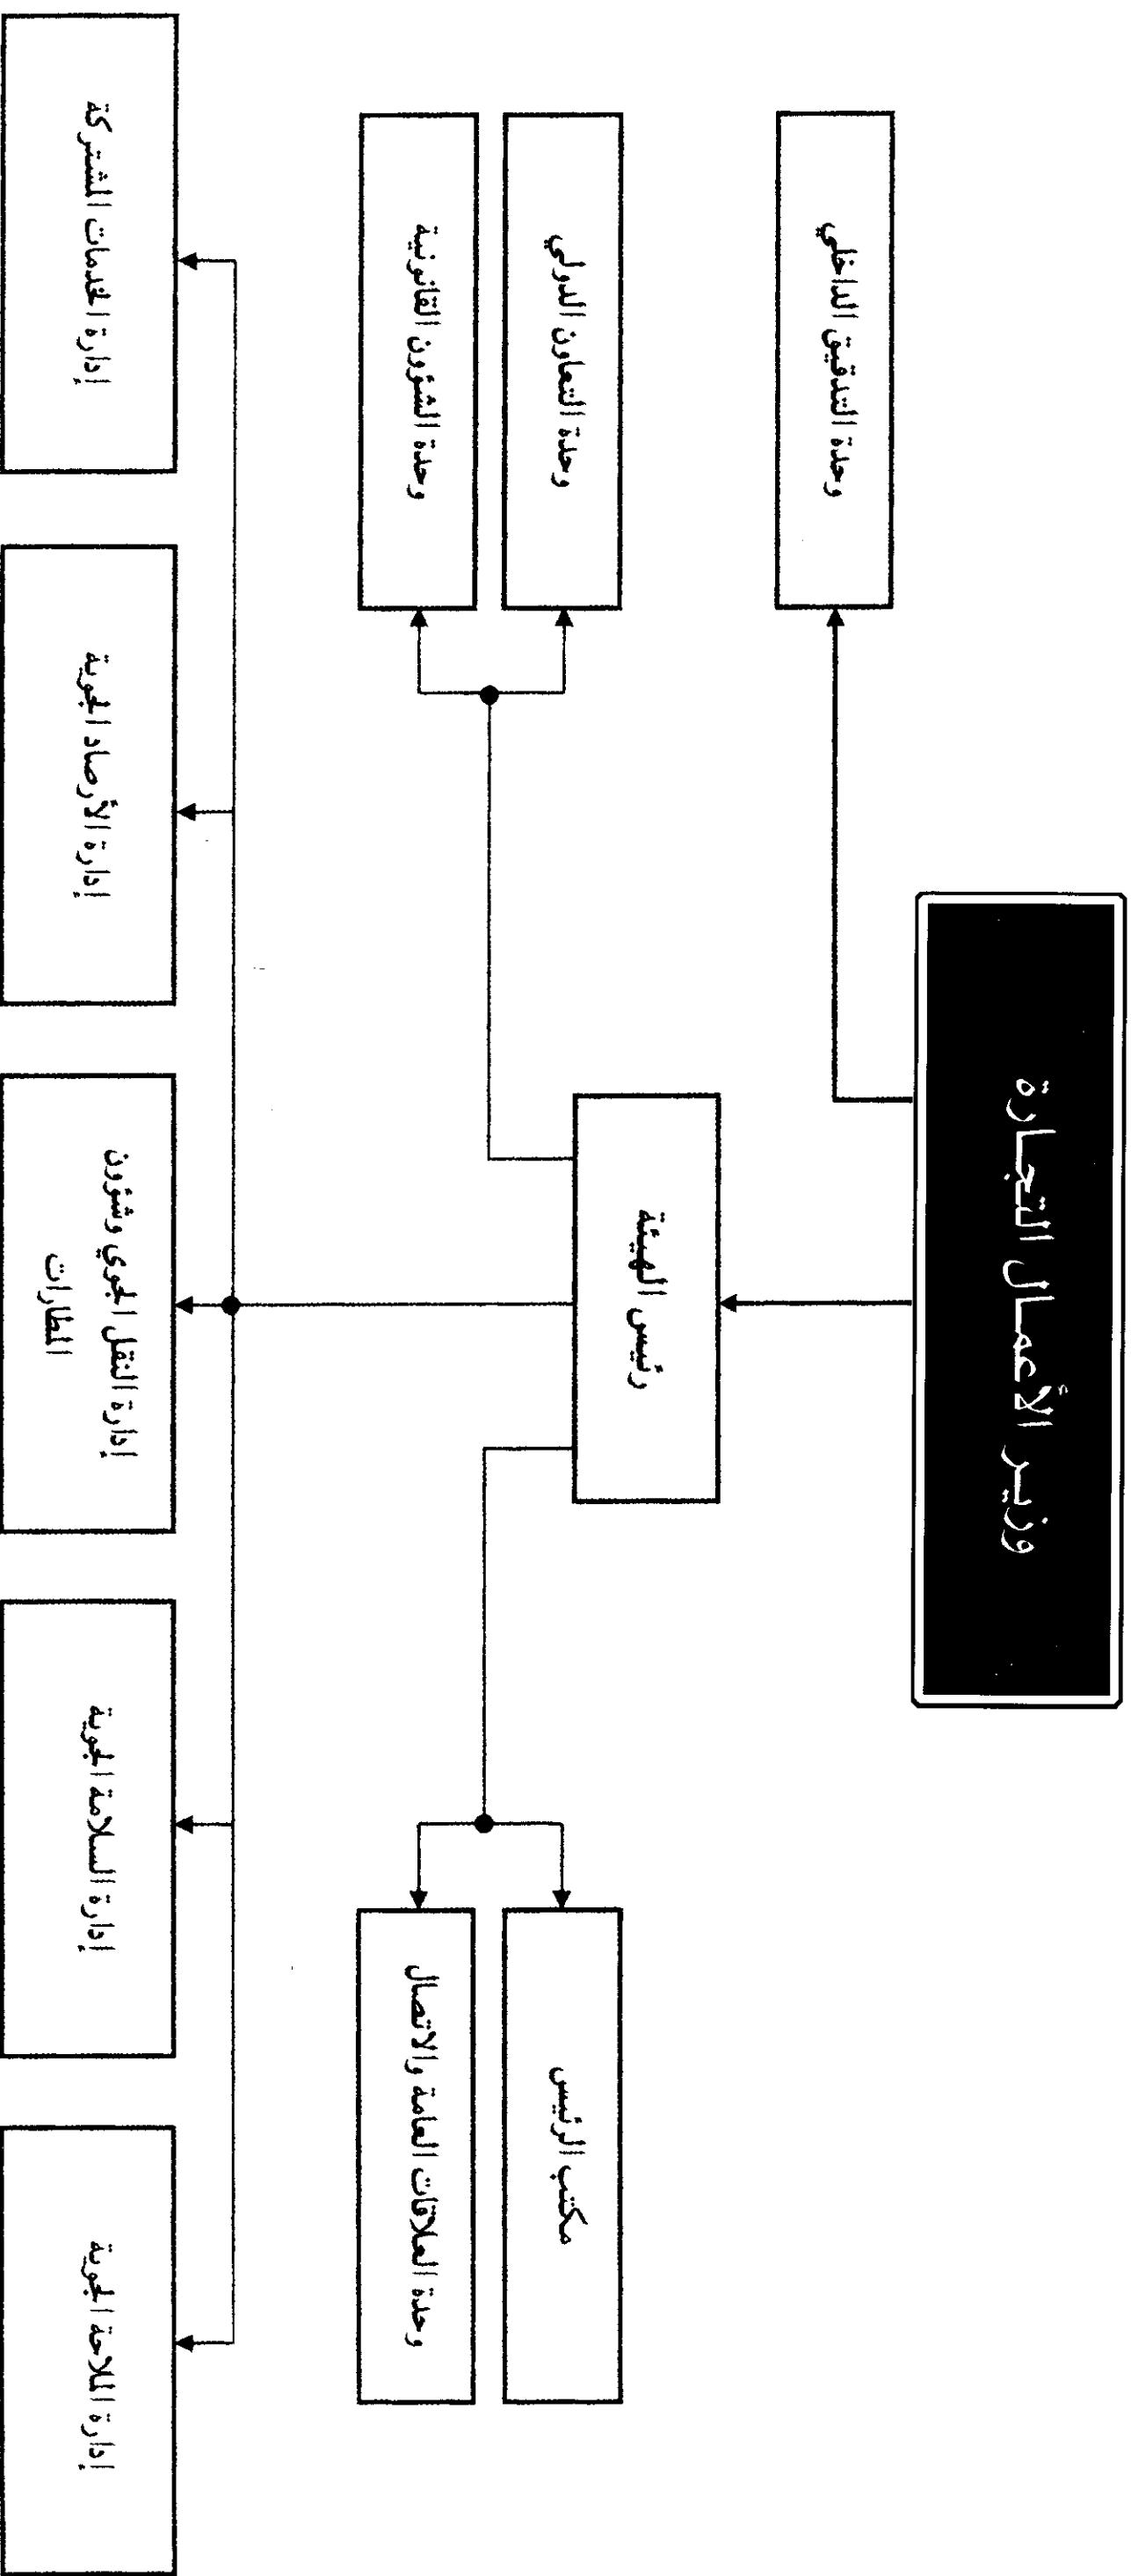 وزير الأعمال التجارة
وحدة التدقيق الداخلي
رئيس الهيئة
مكتب الرئيس
وحدة العلاقات العامة والاتصال
وحدة التعاون الدولي
وحدة الشؤون القانونية
إدارة الملاحة الجوية
إدارة السلامة الجوية
إدارة النقل الجوي وشؤون
المطارات
إدارة الأرصاد الجوية
إدارة الخدمات المشتركة